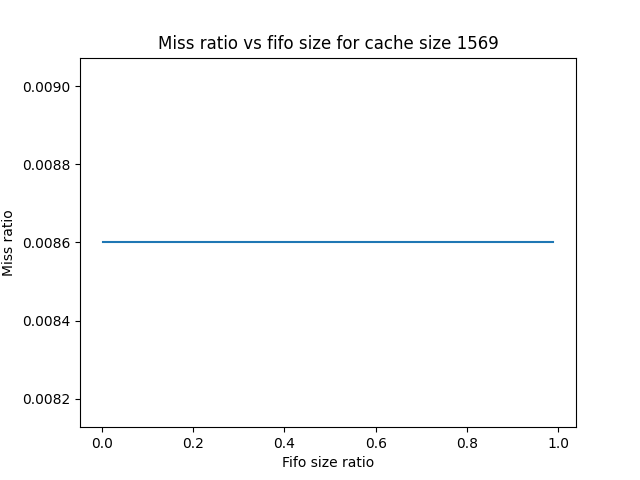 Miss ratio vs fifo size for cache size 1569
0.0090
0.0088
0.0086
0.0084
0.0082
Miss ratio
0.0 0.2 0.4 0.6 0.8 1.0
Fifo size ratio